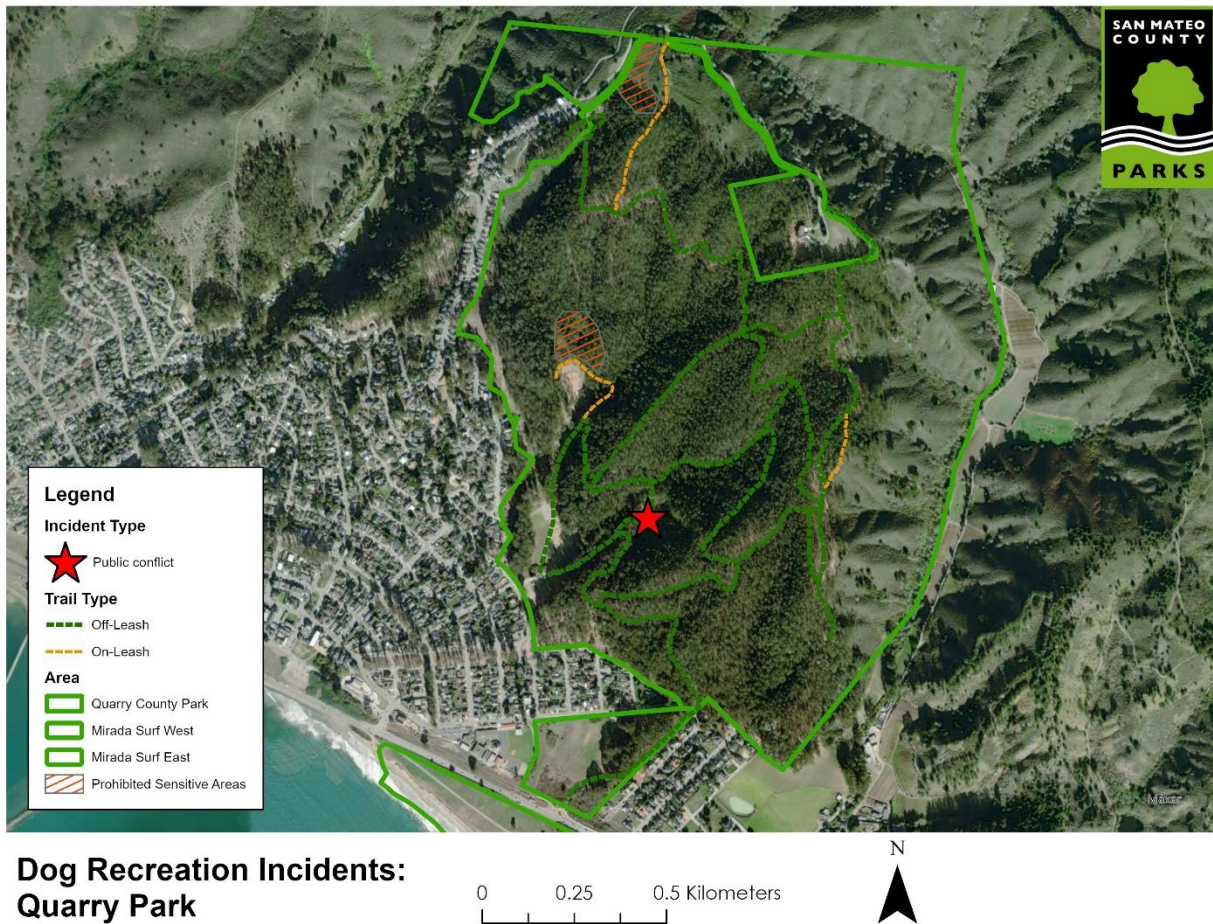 SAN MATEO
COUNTY
PARKS
Legend
Incident Type
Public conflict
Trail Type
Off-Leash
On-Leash
Area
Quarry County Park
Mirada Surf West
Mirada Surf East
Prohibited Sensitive Areas
Maxar
Dog Recreation Incidents:
Quarry Park
0 0.25 0.5 Kilometers
N